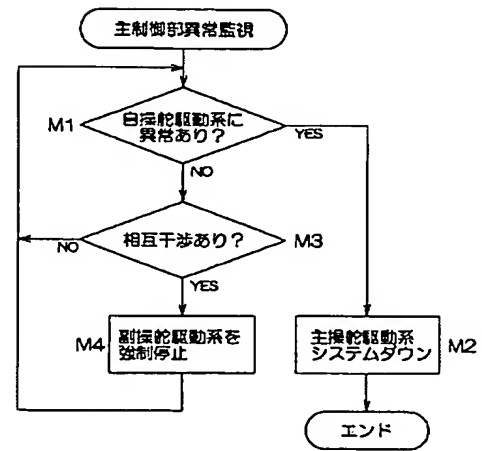 主制御部異常監視
M1
自操舵駆動系に
異常あり？
YES
NO
相互干渉あり？
M3
NO
YES
M4
副操舵駆動系を
強制停止
主操舵駆動系
システムダウン
M2
エンド